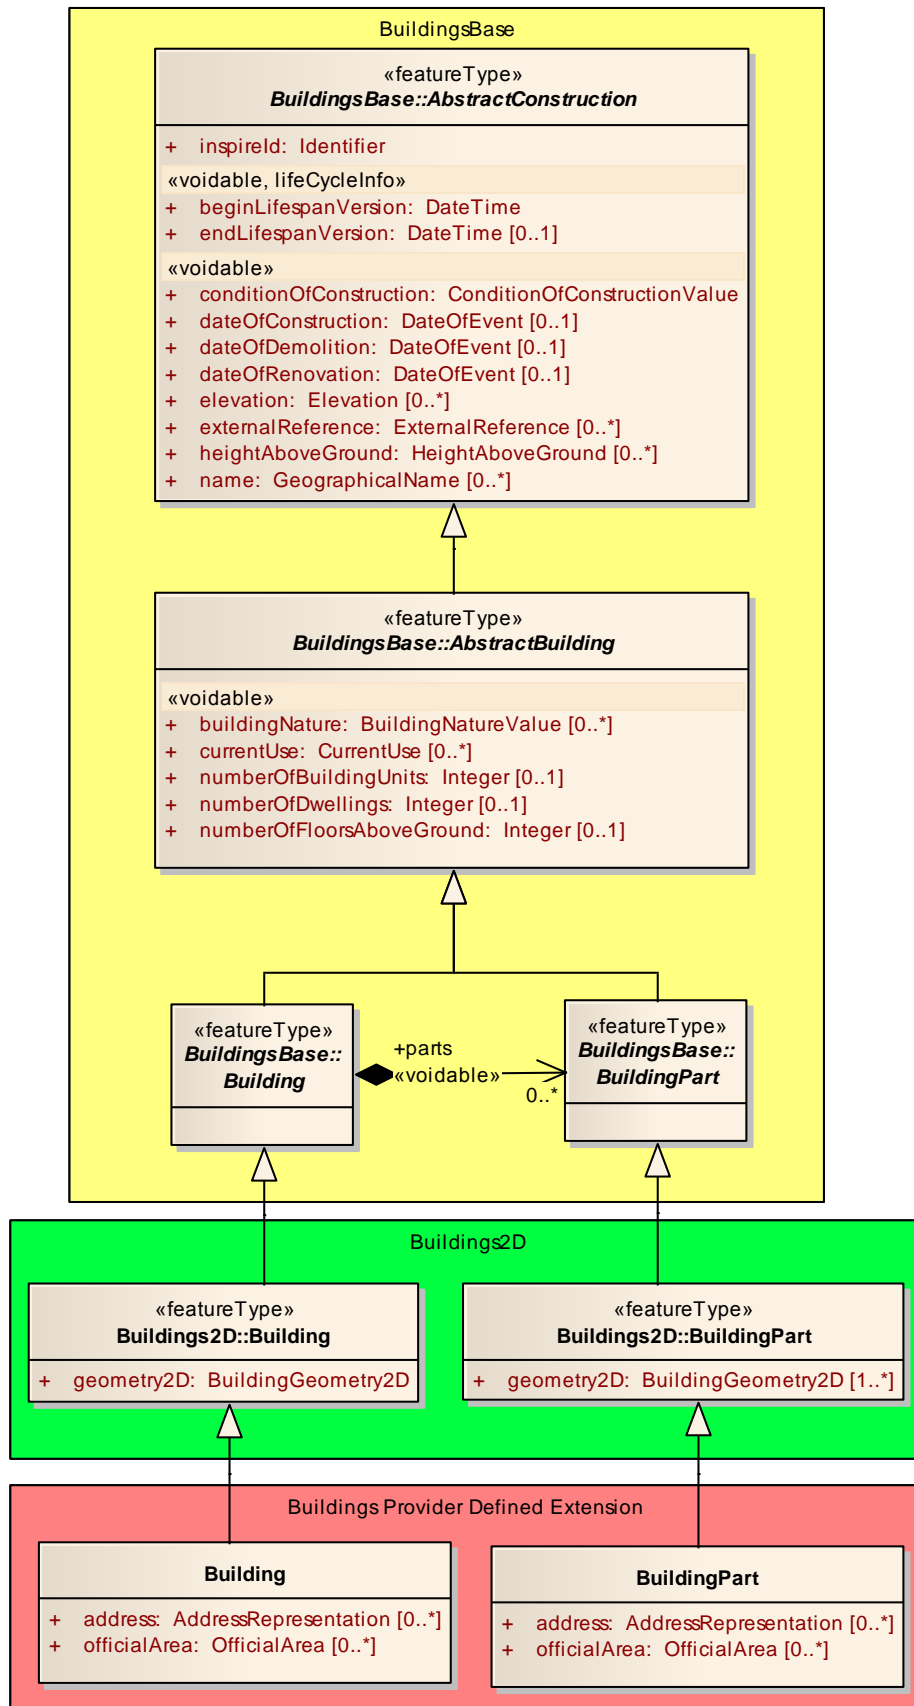 BuildingsBase
«featureType»
BuildingsBase::AbstractConstruction
+ inspireId: Identifier
«voidable, lifeCycleInfo»
+ beginLifespanVersion: DateTime
+ endLifespanVersion: DateTime [0..1]
«voidable»
+ conditionOfConstruction: ConditionOfConstructionValue
+ dateOfConstruction: DateOfEvent [0..1]
+ dateOfDemolition: DateOfEvent [0..1]
+ dateOfRenovation: DateOfEvent [0..1]
+ elevation: Elevation [0..*]
+ externalReference: ExternalReference [0..*]
+ heightAboveGround: HeightAboveGround [0..*]
+ name: GeographicalName [0..*]
«featureType»
BuildingsBase::AbstractBuilding
«voidable»
+ buildingNature: BuildingNatureValue [0..*]
+ currentUse: CurrentUse [0..*]
+ numberOfBuildingUnits: Integer [0..1]
+ numberOfDwellings: Integer [0..1]
+ numberOfFloorsAboveGround: Integer [0..1]
«featureType»
BuildingsBase::
Building
+parts
«voidable»
0..*
«featureType»
BuildingsBase::
BuildingPart
Buildings2D
«featureType»
Buildings2D::Building
+ geometry2D: BuildingGeometry2D
«featureType»
Buildings2D::BuildingPart
+ geometry2D: BuildingGeometry2D [1..*]
Buildings Provider Defined Extension
Building
+ address: AddressRepresentation [0..*]
+ officialArea: OfficialArea [0..*]
BuildingPart
+ address: AddressRepresentation [0..*]
+ officialArea: OfficialArea [0..*]